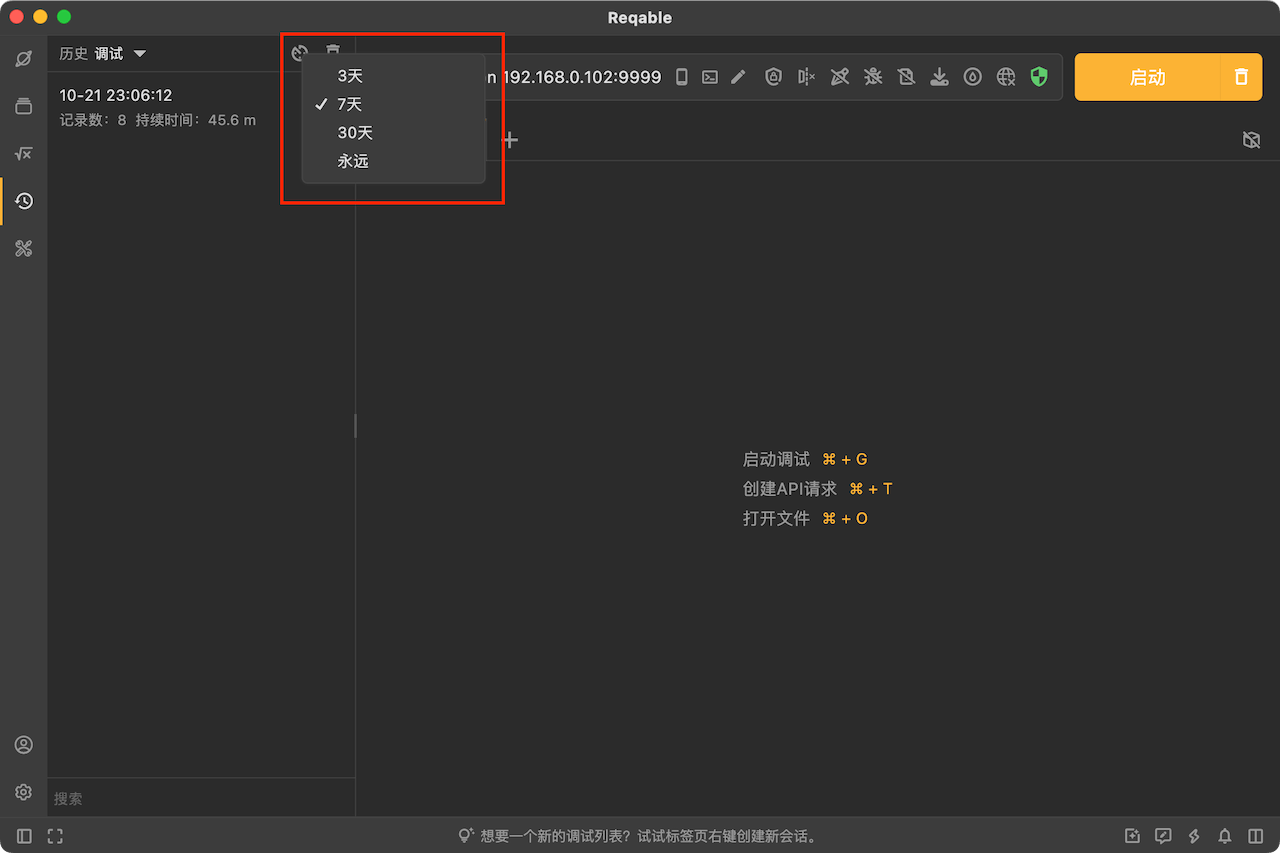 Reqable
历史 调试
3天
7天
30天
永远
192.168.0.102:9999
启动
10-21 23:06:12
记录数：8 持续时间：45.6 m
启动调试 ⌘ + G
创建API请求 ⌘ + T
打开文件 ⌘ + O
搜索
想要一个新的调试列表？试试标签页右键创建新会话。